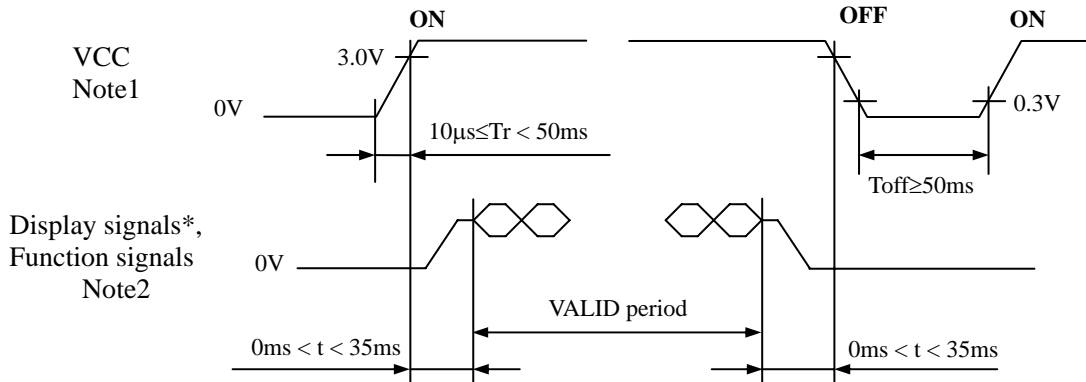 ON
OFF
ON
VCC
Note1
3.0V
0V
0.3V
10μs≤Tr < 50ms
Toff≥50ms
Display signals*,
Function signals
Note2
0V
VALID period
0ms < t < 35ms
0ms < t < 35ms